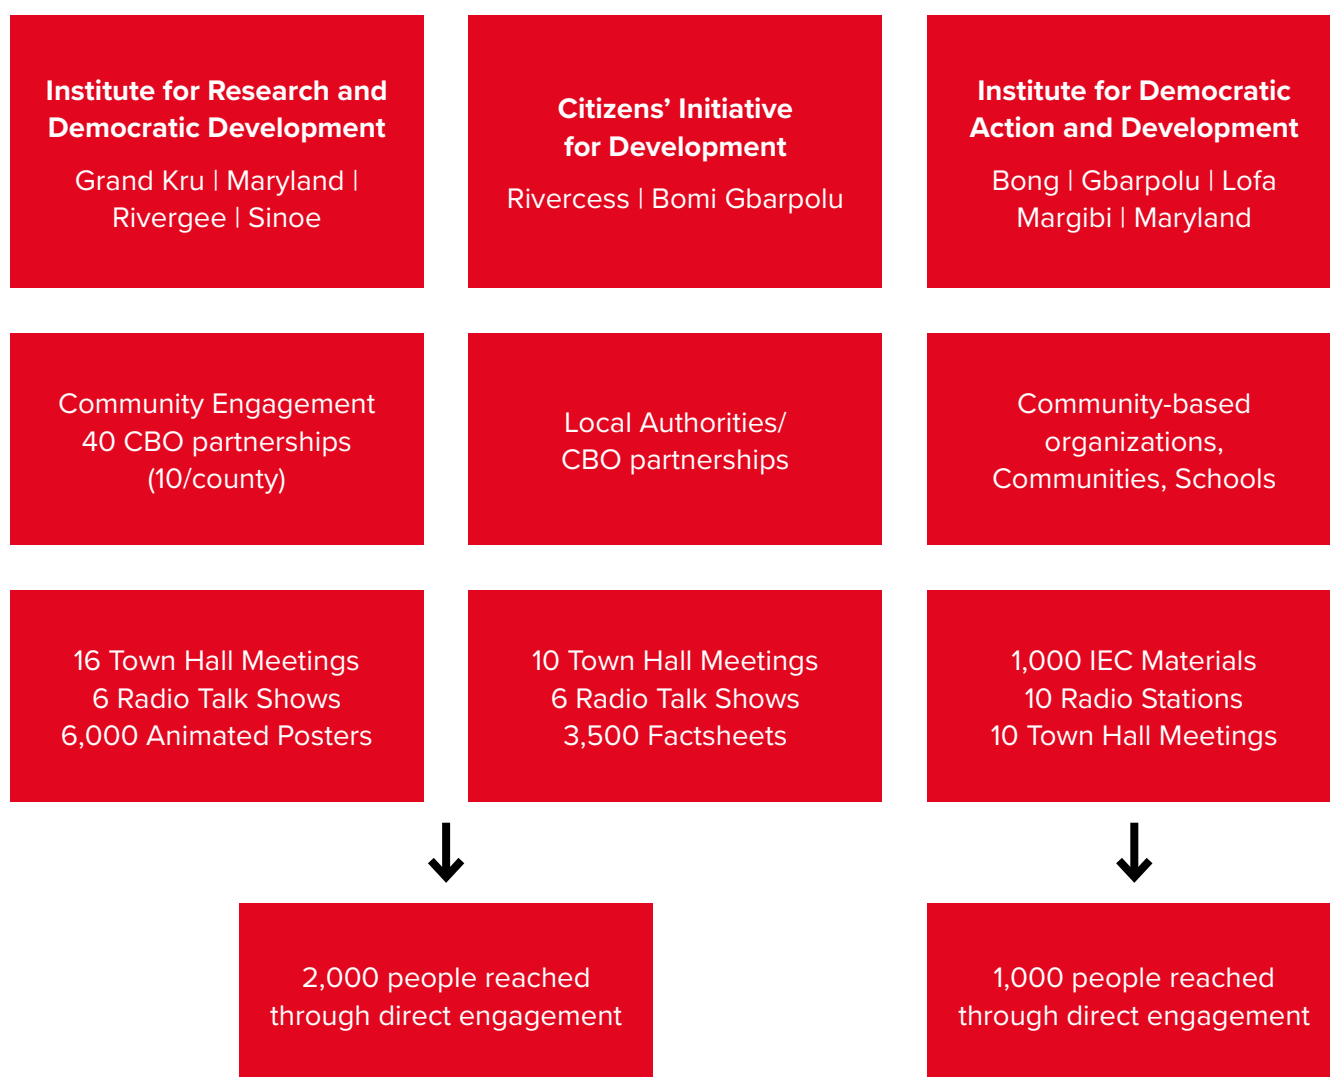 Institute for Research and
Democratic Development
Grand Kru | Maryland |
Rivergee | Sinoe
Citizens’ Initiative
for Development
Rivercess | Bomi Gbarpolu
Institute for Democratic
Action and Development
Bong | Gbarpolu | Lofa
Margibi | Maryland
Community Engagement
40 CBO partnerships
(10/county)
Local Authorities/
CBO partnerships
Community-based
organizations,
Communities, Schools
16 Town Hall Meetings
6 Radio Talk Shows
6,000 Animated Posters
10 Town Hall Meetings
6 Radio Talk Shows
3,500 Factsheets
1,000 IEC Materials
10 Radio Stations
10 Town Hall Meetings
2,000 people reached
through direct engagement
1,000 people reached
through direct engagement